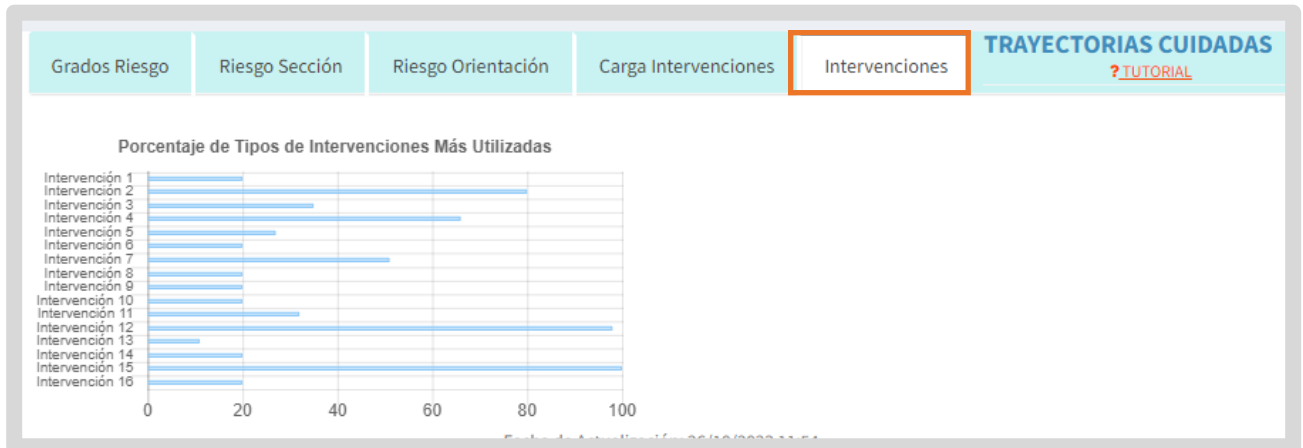 Grados Riesgo
Riesgo Sección
Riesgo Orientación
Carga Intervenciones
Intervenciones
TRAYECTORIAS CUIDADAS
? TUTORIAL
Porcentaje de Tipos de Intervenciones Más Utilizadas
Intervención 1
Intervención 2
Intervención 3
Intervención 4
Intervención 5
Intervención 6
Intervención 7
Intervención 8
Intervención 9
Intervención 10
Intervención 11
Intervención 12
Intervención 13
Intervención 14
Intervención 15
Intervención 16
0 20 40 60 80 100